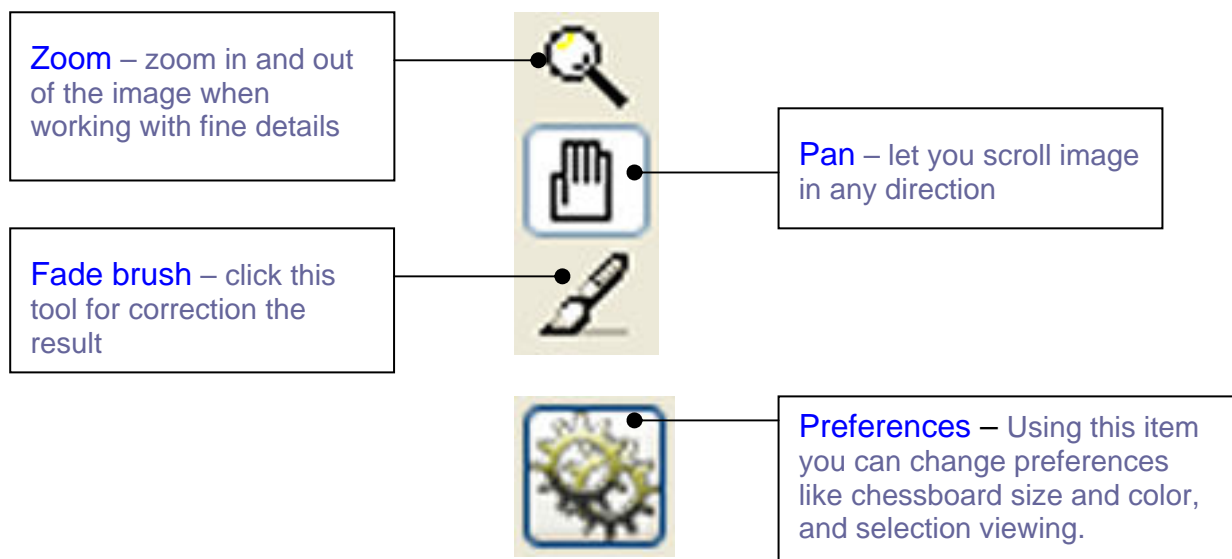 Zoom – zoom in and out
of the image when
working with fine details
Pan – let you scroll image
in any direction
Fade brush – click this
tool for correction the
result
Preferences – Using this item
you can change preferences
like chessboard size and color,
and selection viewing.